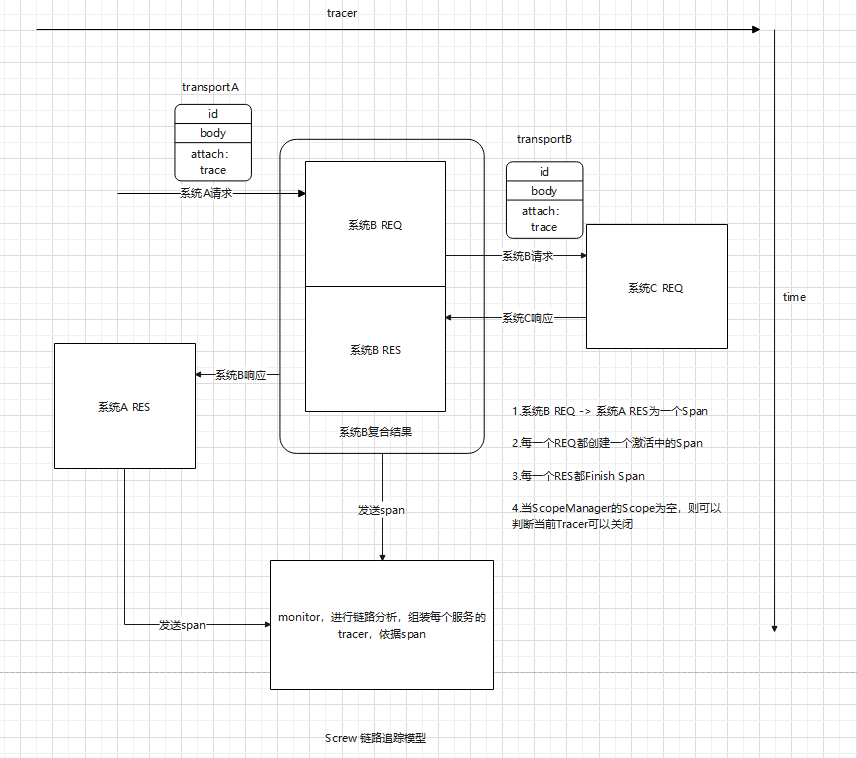 tracer
transportA
id
body
attach：
trace
系统A请求
transportB
id
body
attach：
trace
系统B REQ
系统B请求
系统C REQ
time
系统C响应
系统B RES
系统B响应
系统A RES
系统B复合结果
1.系统B REQ -> 系统A RES为一个Span
2.每一个REQ都创建一个激活中的Span
3.每一个RES都Finish Span
4.当ScopeManager的Scope为空，则可以
判断当前Tracer可以关闭
发送span
发送span
monitor，进行链路分析，组装每个服务的
tracer，依据span
Screw 链路追踪模型